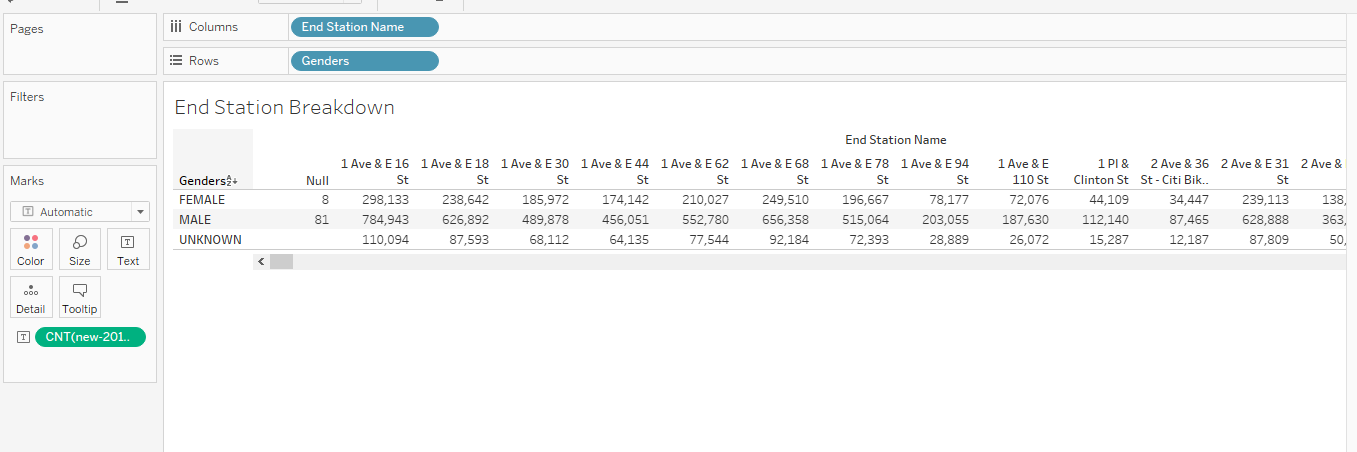 Pages
Columns
End Station Name
Rows
Genders
Filters
End Station Breakdown
End Station Name
1 Ave & E 16 1 Ave & E 18 1 Ave & E 30 1 Ave & E 44 1 Ave & E 62 1 Ave & E 68 1 Ave & E 78 1 Ave & E 94 1 Ave & E 1 Pl & 2 Ave & 36 2 Ave & E 31 2 Ave &
Genders Null St St St St St St St St 110 St Clinton St St - Citi Bik.. St
FEMALE 8 298,133 238,642 185,972 174,142 210,027 249,510 196,667 78,177 72,076 44,109 34,447 239,113 138,
MALE 81 784,943 626,892 489,878 456,051 552,780 656,358 515,064 203,055 187,630 112,140 87,465 628,888 363,
UNKNOWN 110,094 87,593 68,112 64,135 77,544 92,184 72,393 28,889 26,072 15,287 12,187 87,809 50,
Marks
T Automatic
Color Size Text
Detail Tooltip
T CNT(new-201..